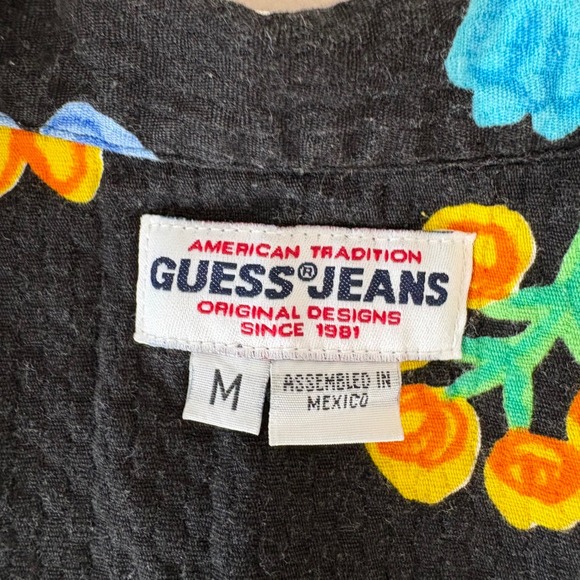 AMERICAN TRADITION
GUESS® JEANS
ORIGINAL DESIGNS
SINCE 1981
M
ASSEMBLED IN
MEXICO